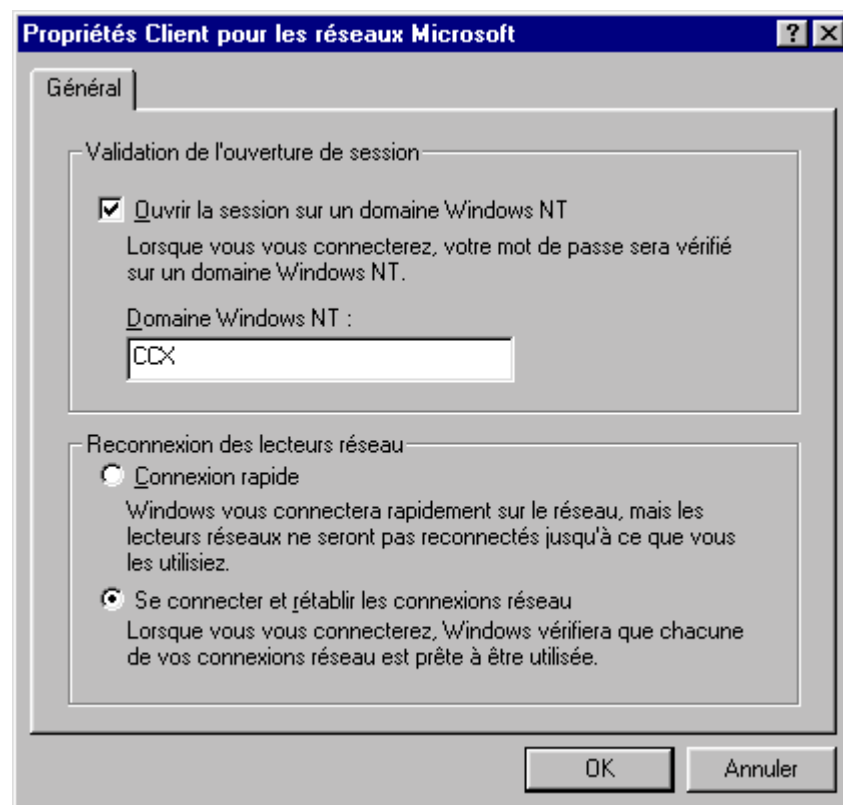 Propriétés Client pour les réseaux Microsoft
Général
Validation de l'ouverture de session
Ouvrir la session sur un domaine Windows NT
Lorsque vous vous connecterez, votre mot de passe sera vérifié
sur un domaine Windows NT.
Domaine Windows NT :
CCX
Reconnexion des lecteurs réseau
Connexion rapide
Windows vous connectera rapidement sur le réseau, mais les
lecteurs réseaux ne seront pas reconnectés jusqu'à ce que vous
les utilisiez.
Se connecter et rétablir les connexions réseau
Lorsque vous vous connecterez, Windows vérifiera que chacune
de vos connexions réseau est prête à être utilisée.
OK
Annuler